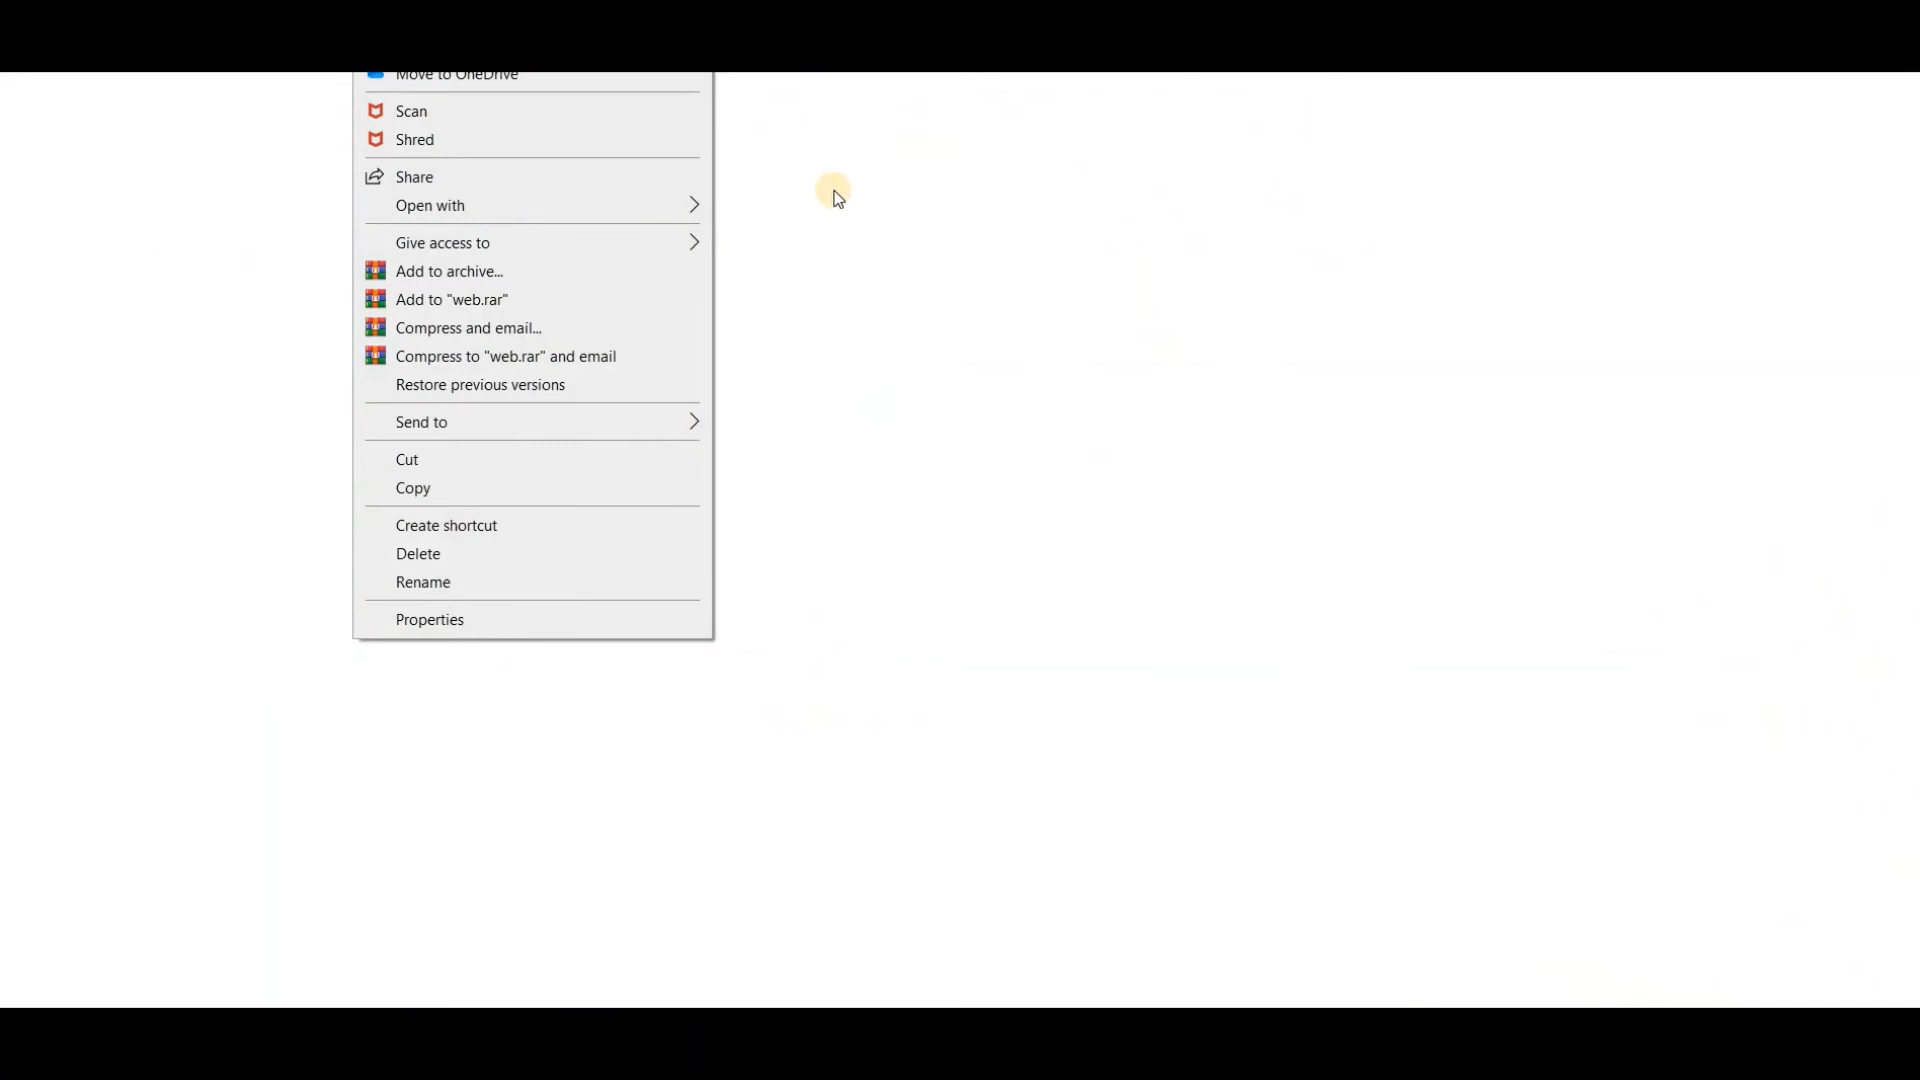 Move to OneDrive
Scan
Shred
Share
Open with
Give access to
Add to archive...
Add to "web.rar"
Compress and email...
Compress to "web.rar" and email
Restore previous versions
Send to
Cut
Copy
Create shortcut
Delete
Rename
Properties